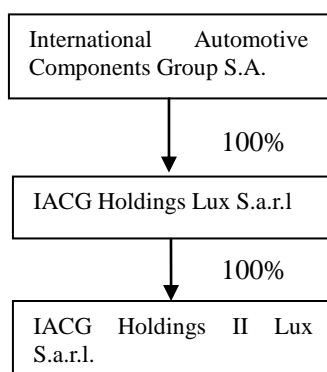 International Automotive
Components Group S.A.
100%
IACG Holdings Lux S.a.r.l
100%
IACG Holdings II Lux
S.a.r.l.